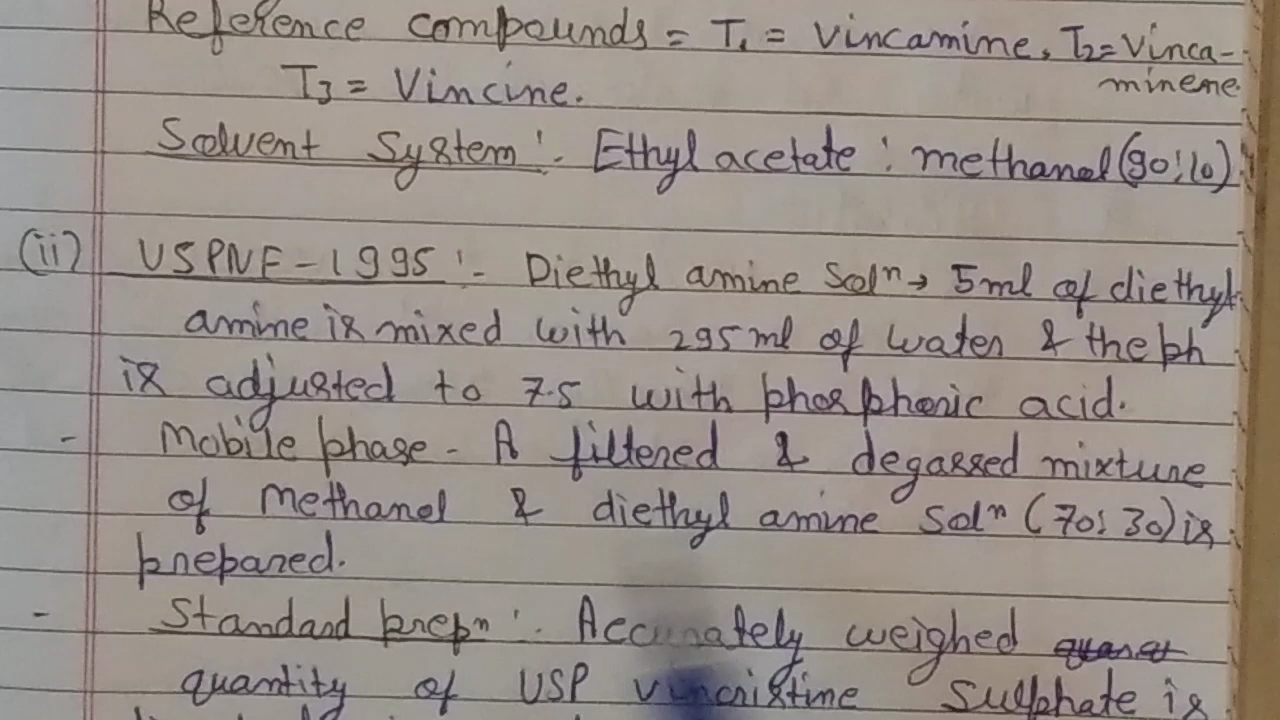 Reference compounds = T1 = Vincamine, T2 = Vinca-
minene
T3 = Vincine.
Solvent System :- Ethyl acetate : methanol (90:10)
(ii) USPNF-1995 :- Diethyl amine Solⁿ → 5ml of diethyl
amine is mixed with 295 ml of water & the ph
is adjusted to 7.5 with phosphoric acid.
- Mobile phase - A filtered & degassed mixture
of methanol & diethyl amine Solⁿ (70:30) is
prepared.
- Standard prepⁿ :- Accurately weighed
quantity of USP vincristine Sulphate is